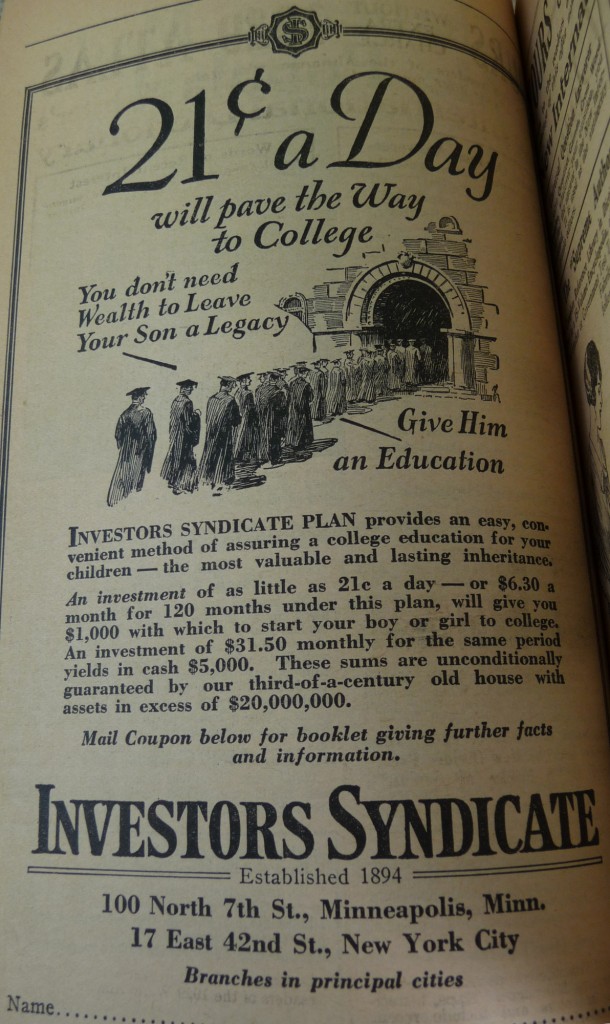 S
21¢ a Day
will pave the Way
to College
You don't need
Wealth to Leave
Your Son a Legacy
Give Him
an Education
INVESTORS SYNDICATE PLAN provides an easy, con-
venient method of assuring a college education for your
children — the most valuable and lasting inheritance.
An investment of as little as 21c a day — or $6.30 a
month for 120 months under this plan, will give you
$1,000 with which to start your boy or girl to college.
An investment of $31.50 monthly for the same period
yields in cash $5,000. These sums are unconditionally
guaranteed by our third-of-a-century old house with
assets in excess of $20,000,000.
Mail Coupon below for booklet giving further facts
and information.
INVESTORS SYNDICATE
Established 1894
100 North 7th St., Minneapolis, Minn.
17 East 42nd St., New York City
Branches in principal cities
Name